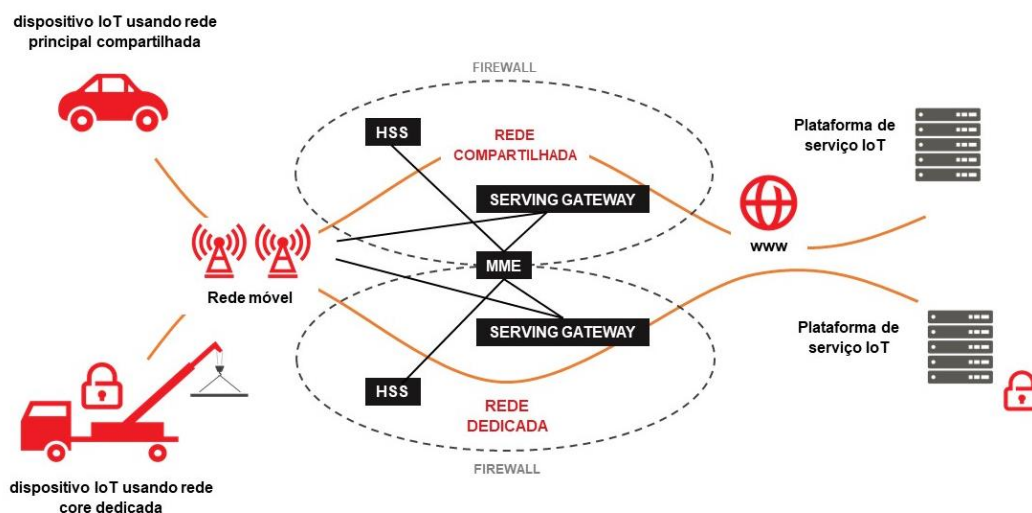 dispositivo IoT usando rede
principal compartilhada
FIREWALL
HSS
REDE
COMPARTILHADA
Plataforma de
serviço IoT
SERVING GATEWAY
www
MME
Rede móvel
SERVING GATEWAY
Plataforma de
serviço IoT
HSS
REDE
DEDICADA
FIREWALL
dispositivo IoT usando rede
core dedicada